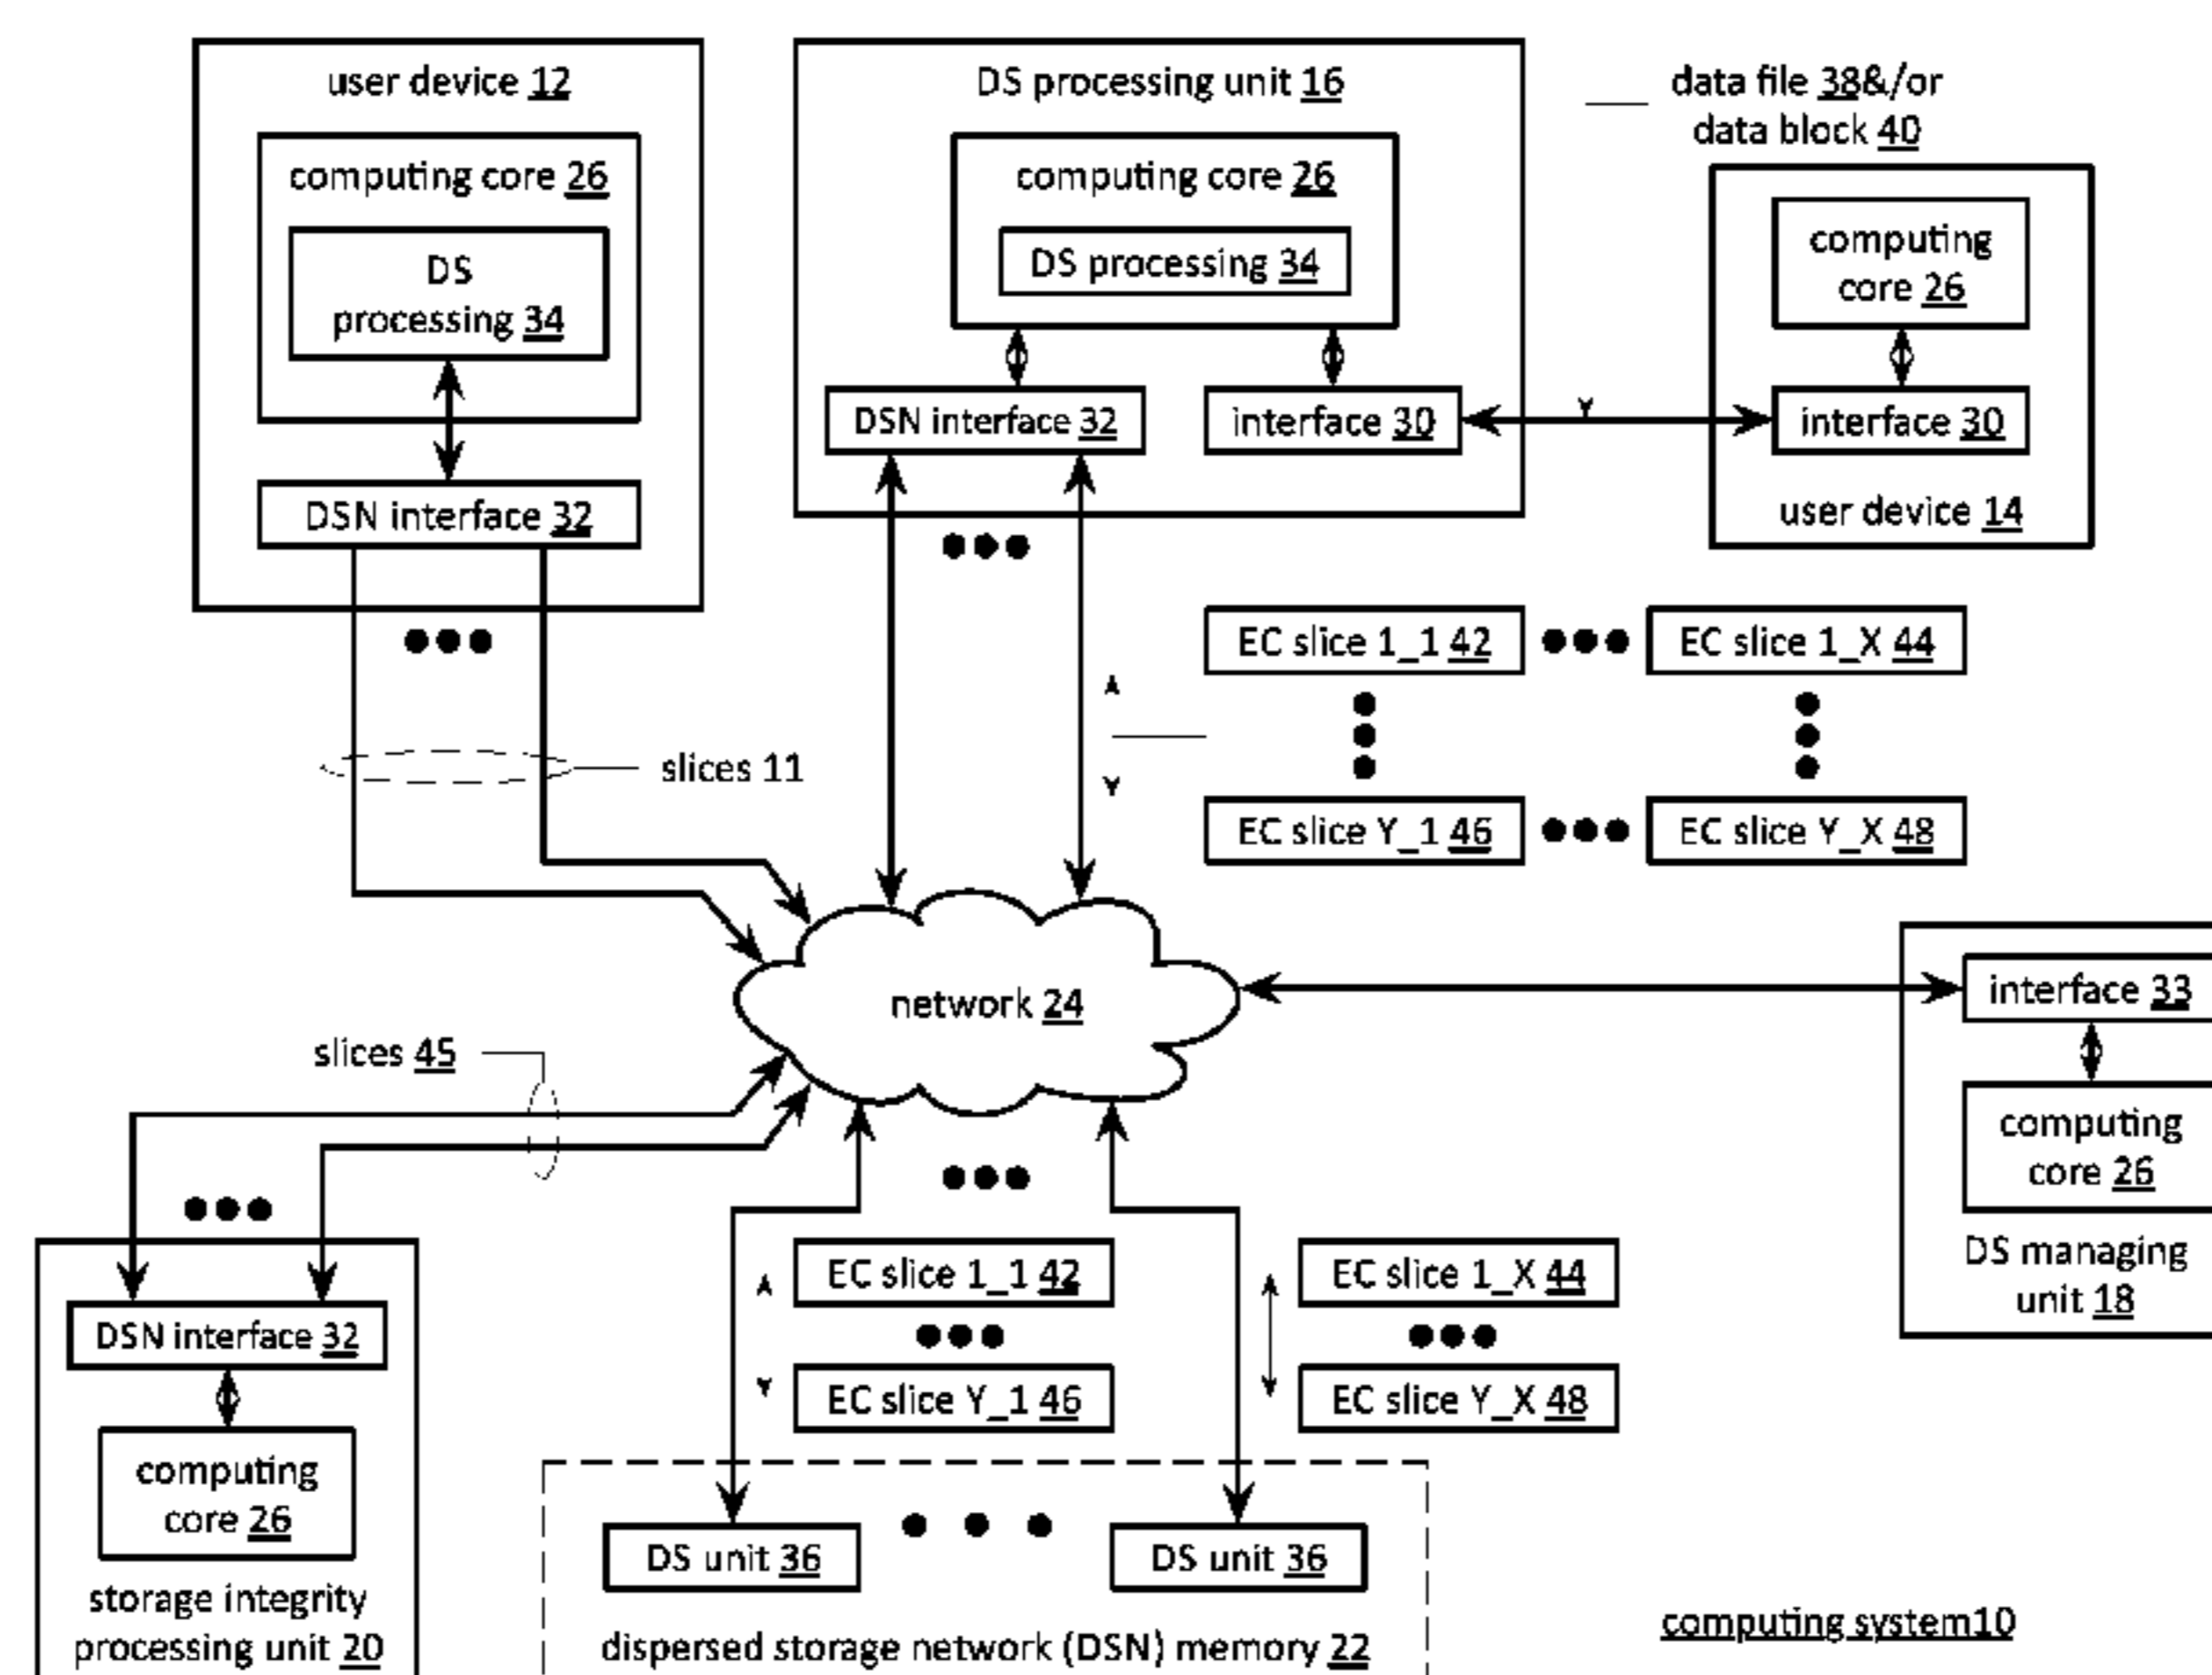 user device 12
computing core 26
DS
processing 34
DSN interface 32
slices 11
DS processing unit 16
computing core 26
DS processing 34
DSN interface 32
interface 30
data file 38&/or
data block 40
computing
core 26
interface 30
user device 14
EC slice 1_1 42
EC slice 1_X 44
EC slice Y_1 46
EC slice Y_X 48
network 24
interface 33
computing
core 26
DS managing
unit 18
slices 45
DSN interface 32
computing
core 26
storage integrity
processing unit 20
EC slice 1_1 42
EC slice 1_X 44
EC slice Y_1 46
EC slice Y_X 48
DS unit 36
DS unit 36
dispersed storage network (DSN) memory 22
computing system10